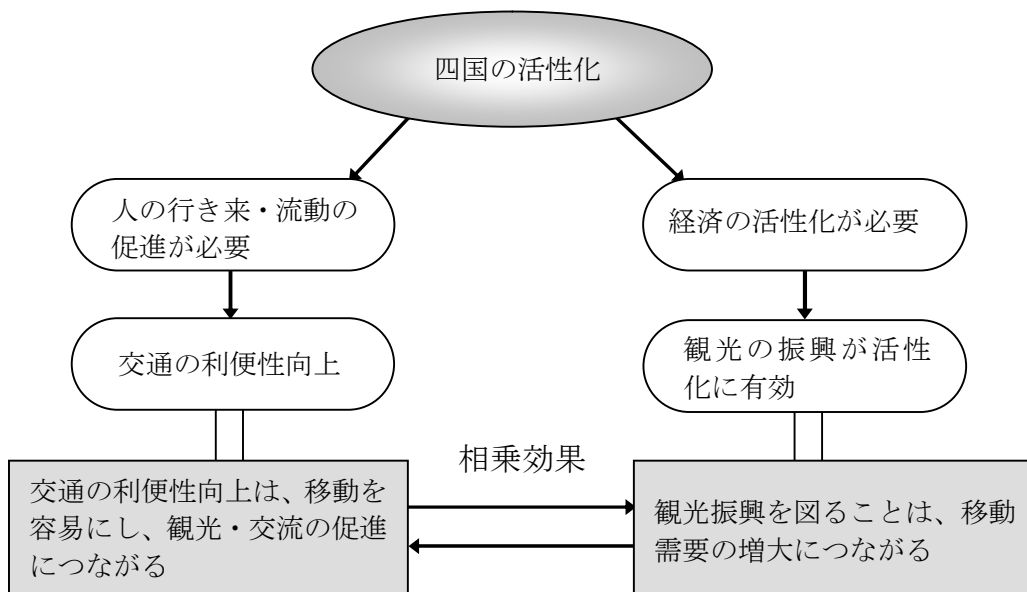 四国の活性化
人の行き来・流動の
促進が必要
経済の活性化が必要
交通の利便性向上
観光の振興が活性
化に有効
相乗効果
交通の利便性向上は、移動を
容易にし、観光・交流の促進
につながる
観光振興を図ることは、移動
需要の増大につながる